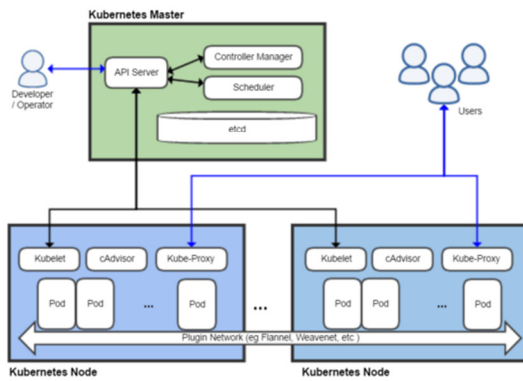 Kubernetes Master
API Server
Controller Manager
Scheduler
etcd
Developer
/ Operator
Users
Kubelet
cAdvisor
Kube-Proxy
Pod
Pod
...
Pod
...
Kubelet
cAdvisor
Kube-Proxy
Pod
Pod
...
Pod
Plugin Network (eg Flannel, Weavenet, etc )
Kubernetes Node
Kubernetes Node